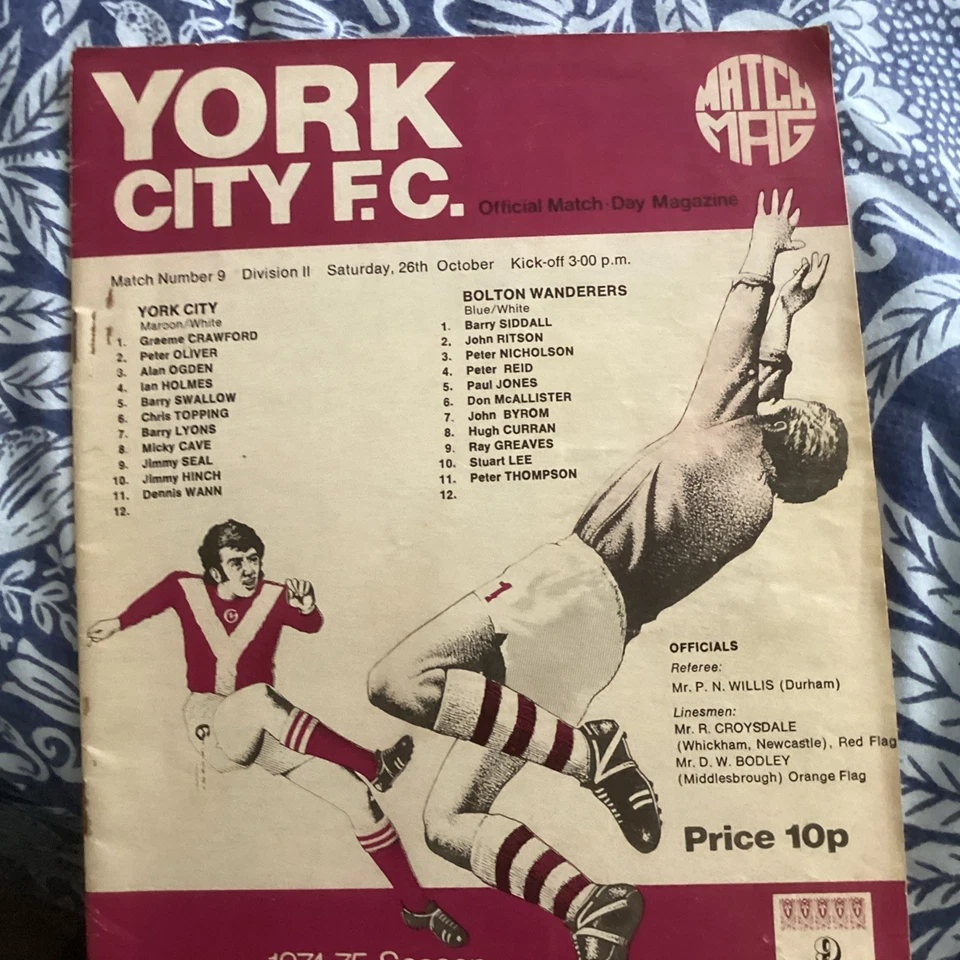 YORK
CITY F.C.
Official Match-Day Magazine
MATCH
MAG
Match Number 9 Division II Saturday, 26th October Kick-off 3-00 p.m.
YORK CITY
Maroon/White
1. Graeme CRAWFORD
2. Peter OLIVER
3. Alan OGDEN
4. Ian HOLMES
5. Barry SWALLOW
6. Chris TOPPING
7. Barry LYONS
8. Micky CAVE
9. Jimmy SEAL
10. Jimmy HINCH
11. Dennis WANN
12.
BOLTON WANDERERS
Blue/White
1. Barry SIDDALL
2. John RITSON
3. Peter NICHOLSON
4. Peter REID
5. Paul JONES
6. Don McALLISTER
7. John BYROM
8. Hugh CURRAN
9. Ray GREAVES
10. Stuart LEE
11. Peter THOMPSON
12.
1
6
OFFICIALS
Referee:
Mr. P. N. WILLIS (Durham)
Linesmen:
Mr. R. CROYSDALE
(Whickham, Newcastle), Red Flag
Mr. D. W. BODLEY
(Middlesbrough) Orange Flag
Price 10p
1974-75 Season
9